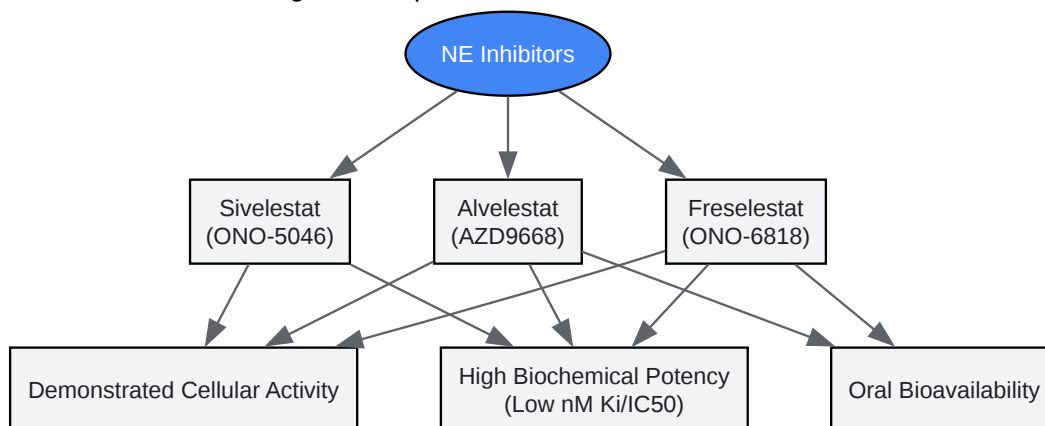 NE Inhibitors
Sivelestat
(ONO-5046)
Alvelestat
(AZD9668)
Freselestat
(ONO-6818)
Demonstrated Cellular Activity
High Biochemical Potency
(Low nM Ki/IC50)
Oral Bioavailability